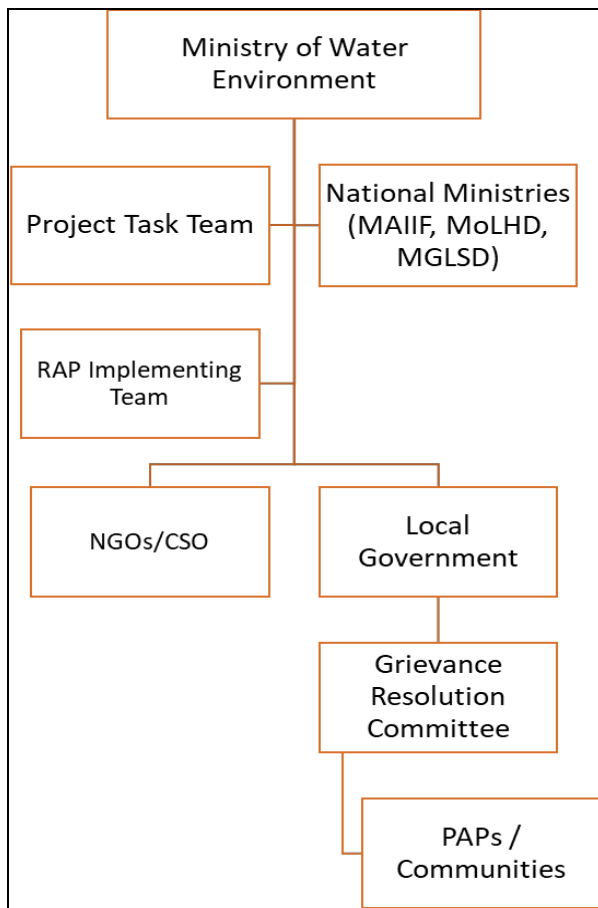 Ministry of Water
Environment
Project Task Team
National Ministries
(MAIIF, MoLHD,
MGLSD)
RAP Implementing
Team
NGOs/CSO
Local
Government
Grievance
Resolution
Committee
PAPs /
Communities